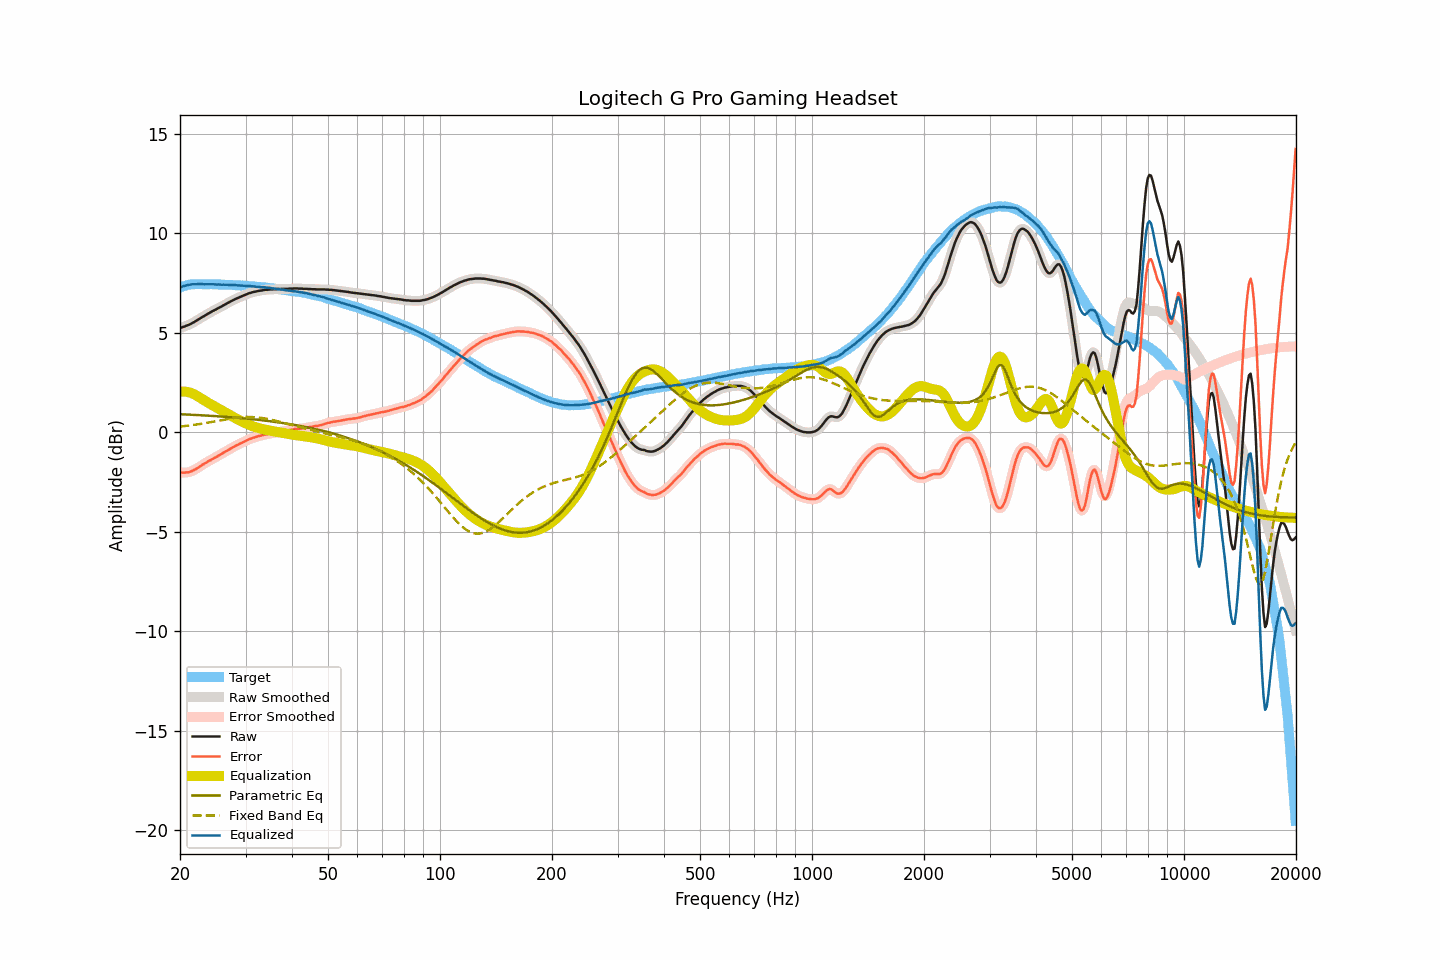 Logitech G Pro Gaming Headset
15
10
5
0
−5
−10
−15
−20
Amplitude (dBr)
Target
Raw Smoothed
Error Smoothed
Raw
Error
Equalization
Parametric Eq
Fixed Band Eq
Equalized
20 50 100 200 500 1000 2000 5000 10000 20000
Frequency (Hz)